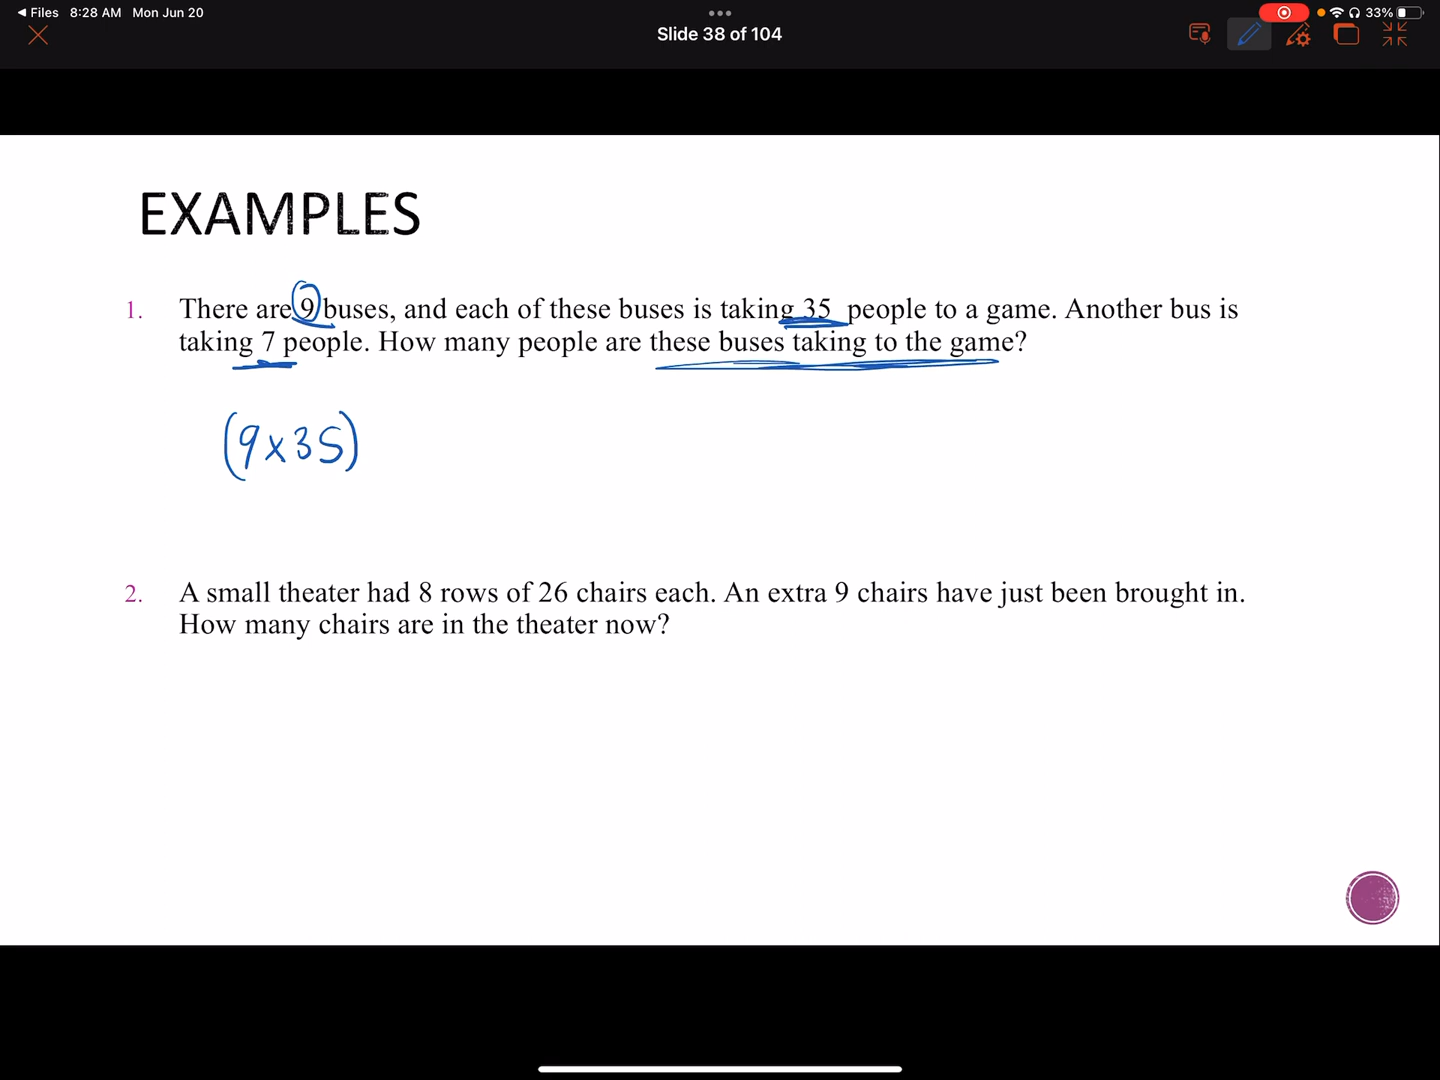 Files 8:28 AM Mon Jun 20 33%
Slide 38 of 104
EXAMPLES
1. There are 9 buses, and each of these buses is taking 35 people to a game. Another bus is
taking 7 people. How many people are these buses taking to the game?
(9x35)
2. A small theater had 8 rows of 26 chairs each. An extra 9 chairs have just been brought in.
How many chairs are in the theater now?